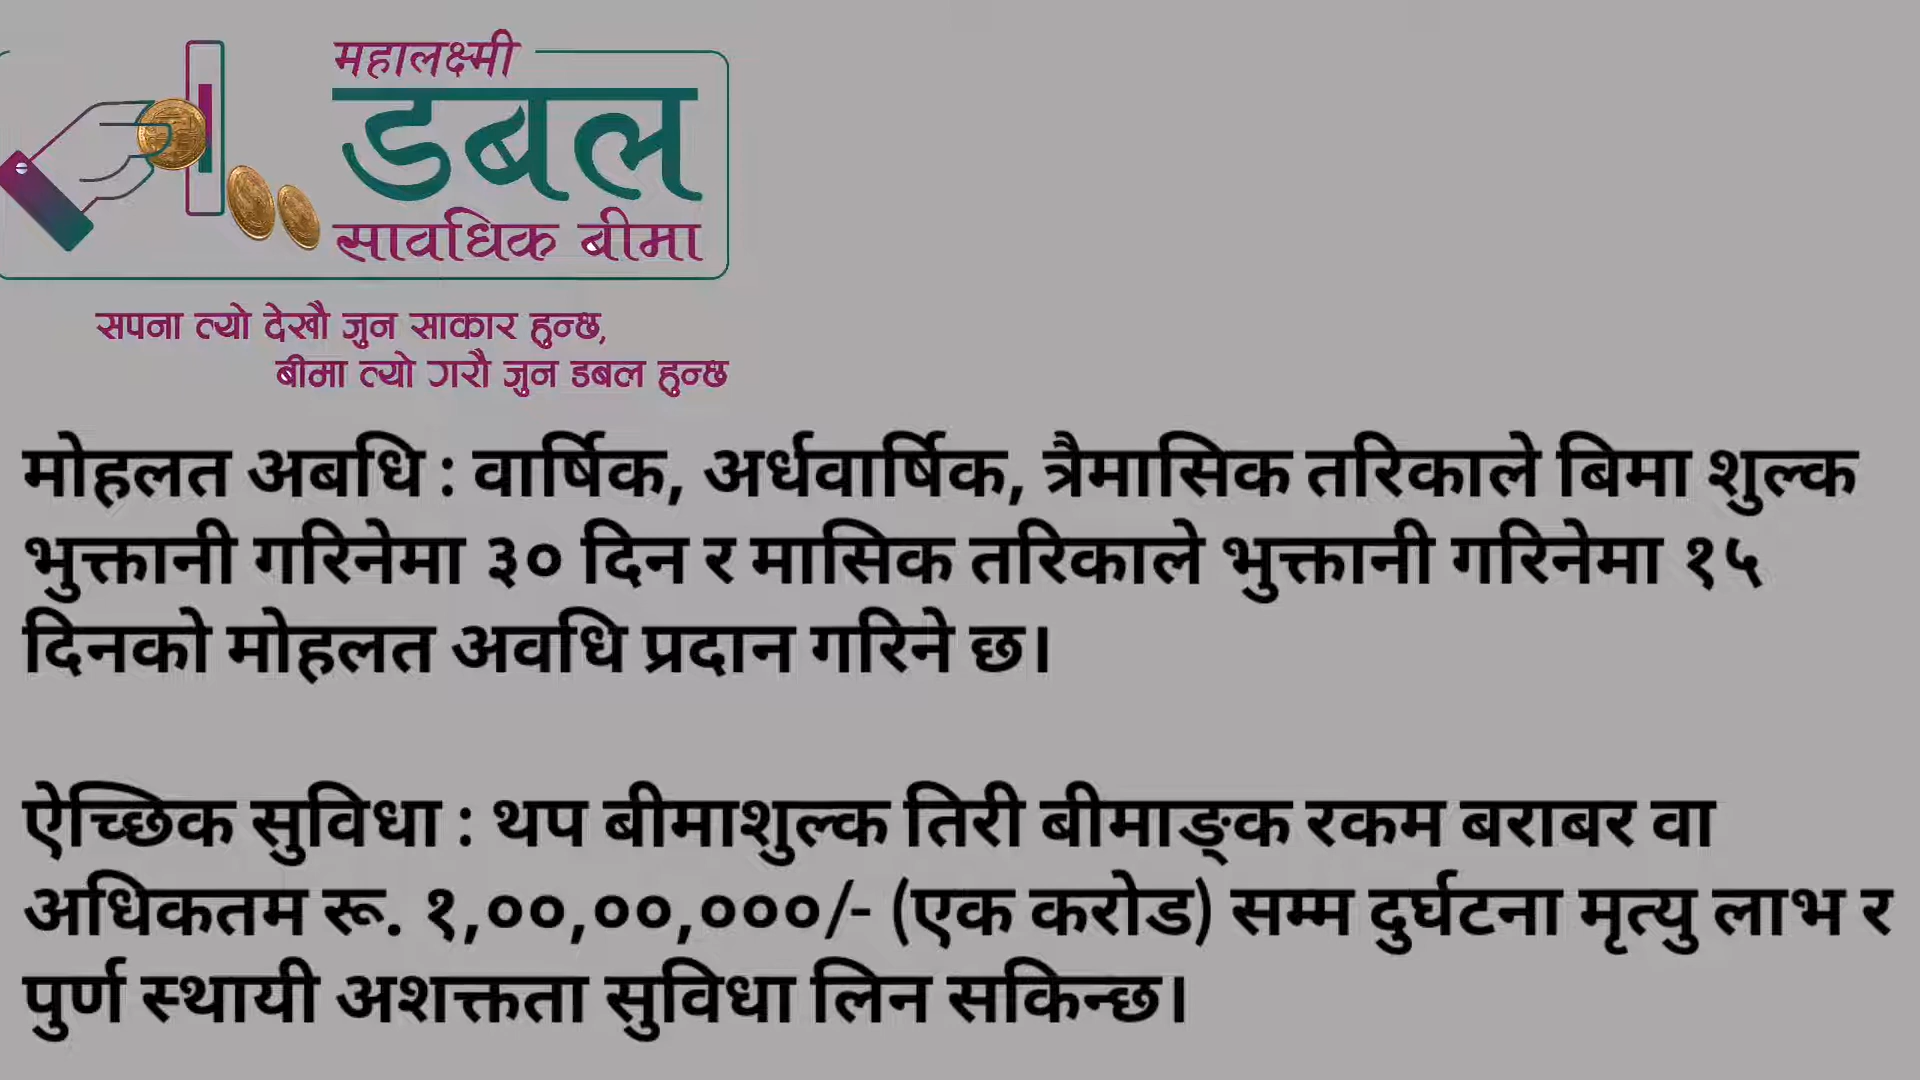 महालक्ष्मी
डबल
सावधिक बीमा
सपना त्यो देखौ जुन साकार हुन्छ,
बीमा त्यो गरौ जुन डबल हुन्छ
मोहलत अबधि : वार्षिक, अर्धवार्षिक, त्रैमासिक तरिकाले बिमा शुल्क
भुक्तानी गरिनेमा ३० दिन र मासिक तरिकाले भुक्तानी गरिनेमा १५
दिनको मोहलत अवधि प्रदान गरिने छ।
ऐच्छिक सुविधा : थप बीमाशुल्क तिरी बीमाङ्क रकम बराबर वा
अधिकतम रू. १,००,००,०००/- (एक करोड) सम्म दुर्घटना मृत्यु लाभ र
पुर्ण स्थायी अशक्तता सुविधा लिन सकिन्छ।